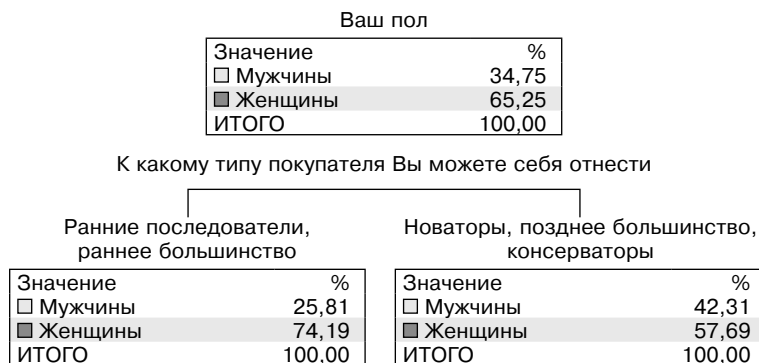 Ваш пол
Значение %
Мужчины 34,75
Женщины 65,25
ИТОГО 100,00
К какому типу покупателя Вы можете себя отнести
Ранние последователи,
раннее большинство
Значение %
Мужчины 25,81
Женщины 74,19
ИТОГО 100,00
Новаторы, позднее большинство,
консерваторы
Значение %
Мужчины 42,31
Женщины 57,69
ИТОГО 100,00